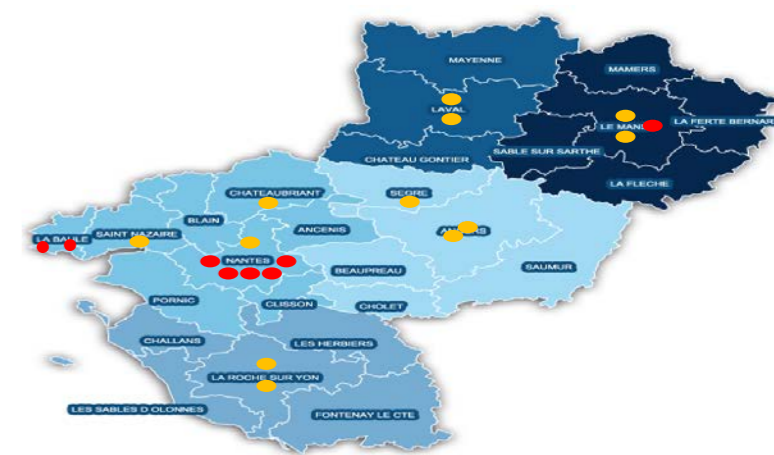 MAYENNE
MAMERS
LAVAL
LE MANS
LA FERTE BERNARD
SABLE SUR SARTHE
CHATEAU GONTIER
LA FLECHE
CHATEAUBRIANT
SEGRE
BLAIN
ANCENIS
ANGERS
LA BAULE
SAINT NAZAIRE
NANTES
BEAUPREAU
SAUMUR
PORNIC
CLISSON
CHOLET
CHALLANS
LES HERBIERS
LA ROCHE SUR YON
LES SABLES D OLONNES
FONTENAY LE CTE